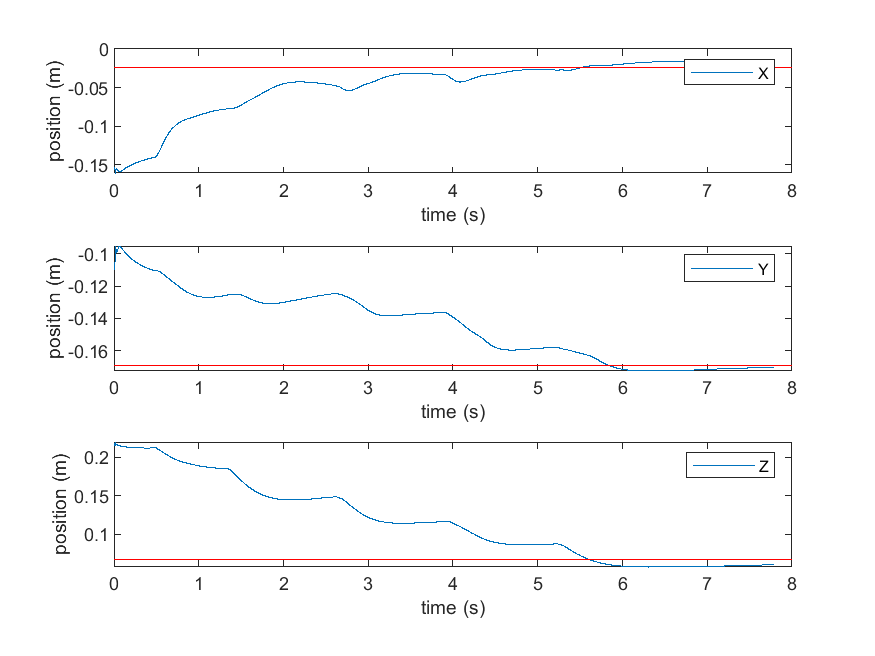 0
-0.05
-0.1
-0.15
position (m)
X
0 1 2 3 4 5 6 7 8
time (s)
-0.1
-0.12
-0.14
-0.16
position (m)
Y
0 1 2 3 4 5 6 7 8
time (s)
0.2
0.15
0.1
position (m)
Z
0 1 2 3 4 5 6 7 8
time (s)